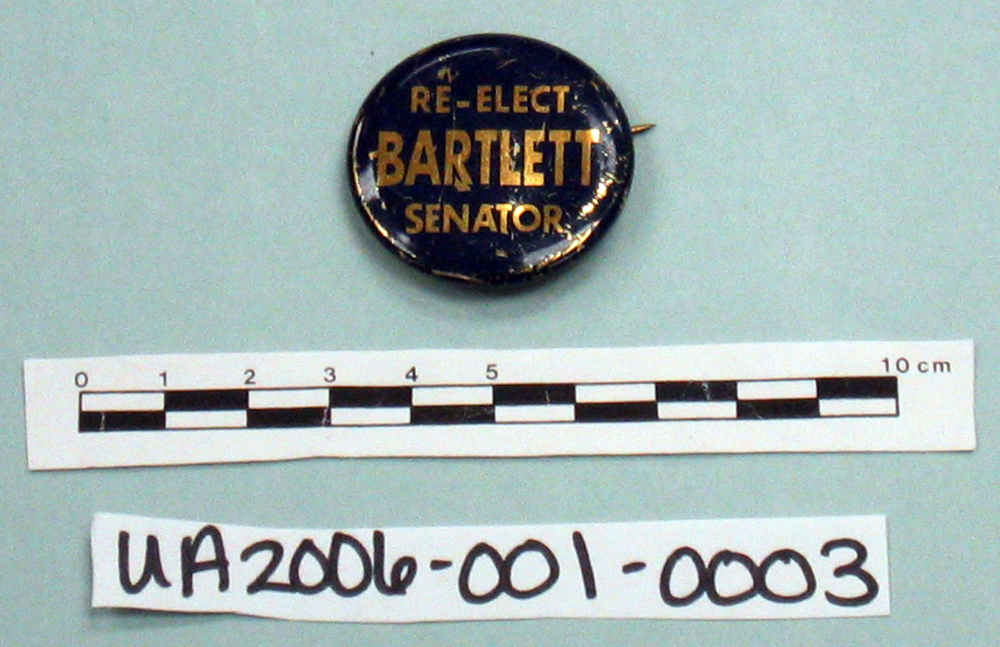 RE-ELECT
BARTLETT
SENATOR
0 1 2 3 4 5 10 cm
UA2006-001-0003